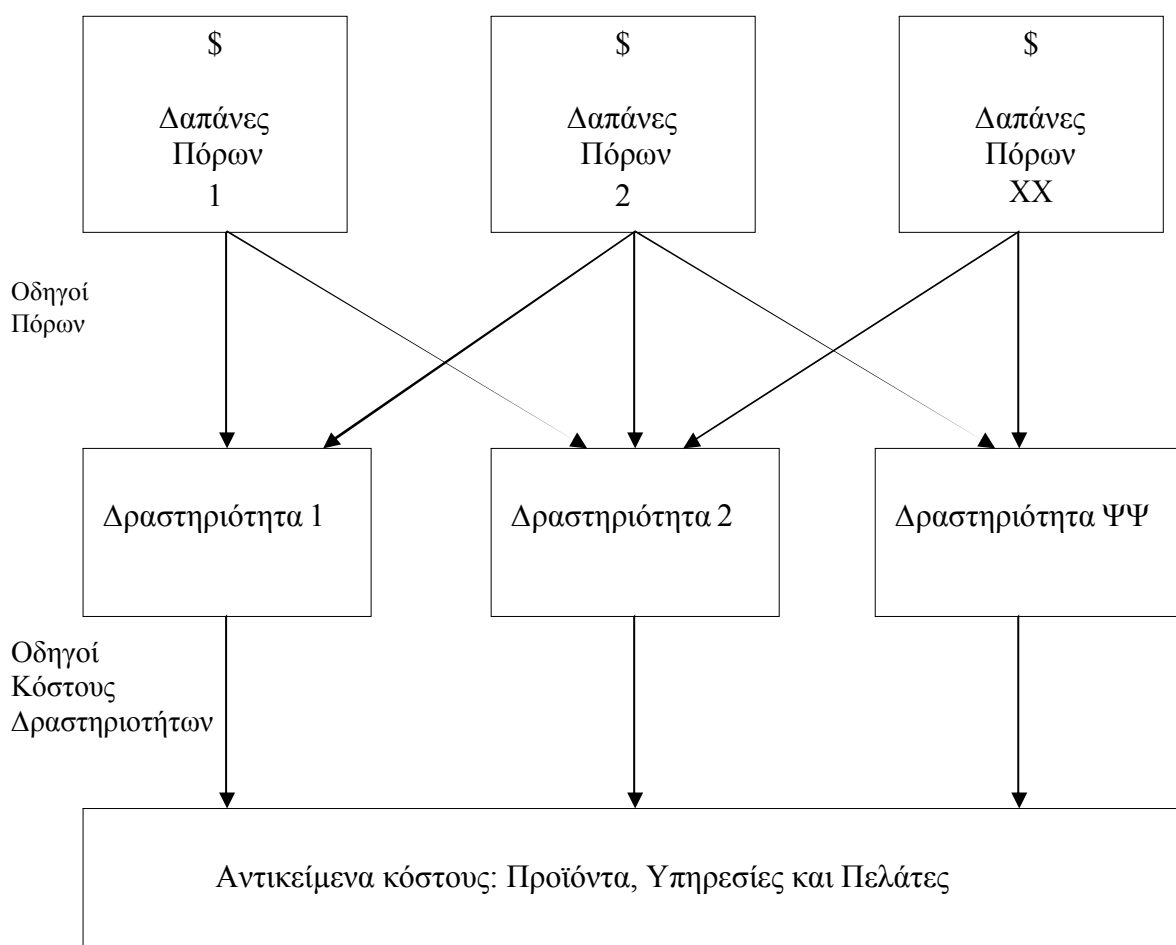 $
Δαπάνες
Πόρων
1
$
Δαπάνες
Πόρων
2
$
Δαπάνες
Πόρων
ΧΧ
Οδηγοί
Πόρων
Δραστηριότητα 1
Δραστηριότητα 2
Δραστηριότητα ΨΨ
Οδηγοί
Κόστους
Δραστηριοτήτων
Αντικείμενα κόστους: Προϊόντα, Υπηρεσίες και Πελάτες